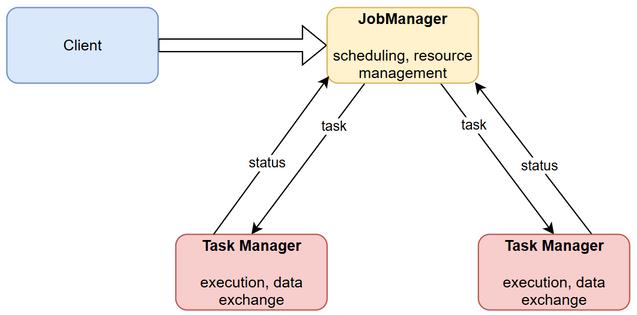 Client
JobManager
scheduling, resource
management
task
task
status
status
Task Manager
execution, data
exchange
Task Manager
execution, data
exchange